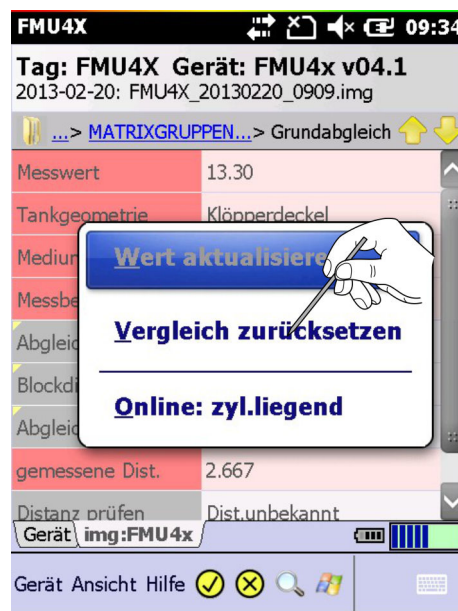 FMU4X 09:34
Tag: FMU4X Gerät: FMU4x v04.1
2013-02-20: FMU4X_20130220_0909.img
...> MATRIXGRUPPEN...> Grundabgleich
Messwert 13.30
Tankgeometrie Klöpperdeckel
Wert aktualisiere
Vergleich zurücksetzen
Online: zyl.liegend
gemessene Dist. 2.667
Distanz prüfen Dist.unbekannt
Gerät img:FMU4x
Gerät Ansicht Hilfe